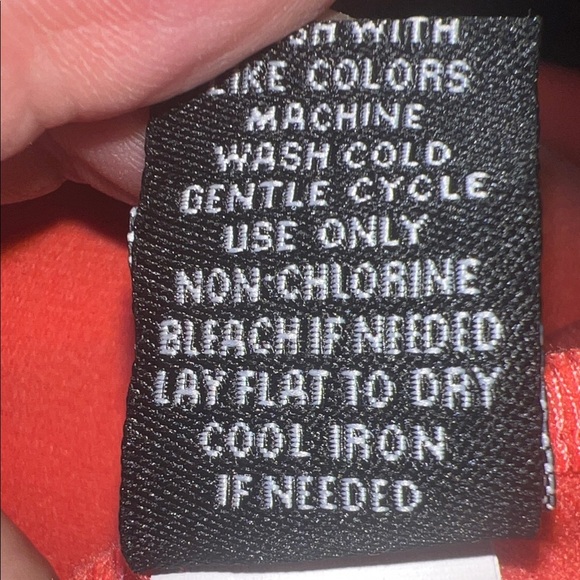 WASH WITH
LIKE COLORS
MACHINE
WASH COLD
GENTLE CYCLE
USE ONLY
NON-CHLORINE
BLEACH IF NEEDED
LAY FLAT TO DRY
COOL IRON
IF NEEDED